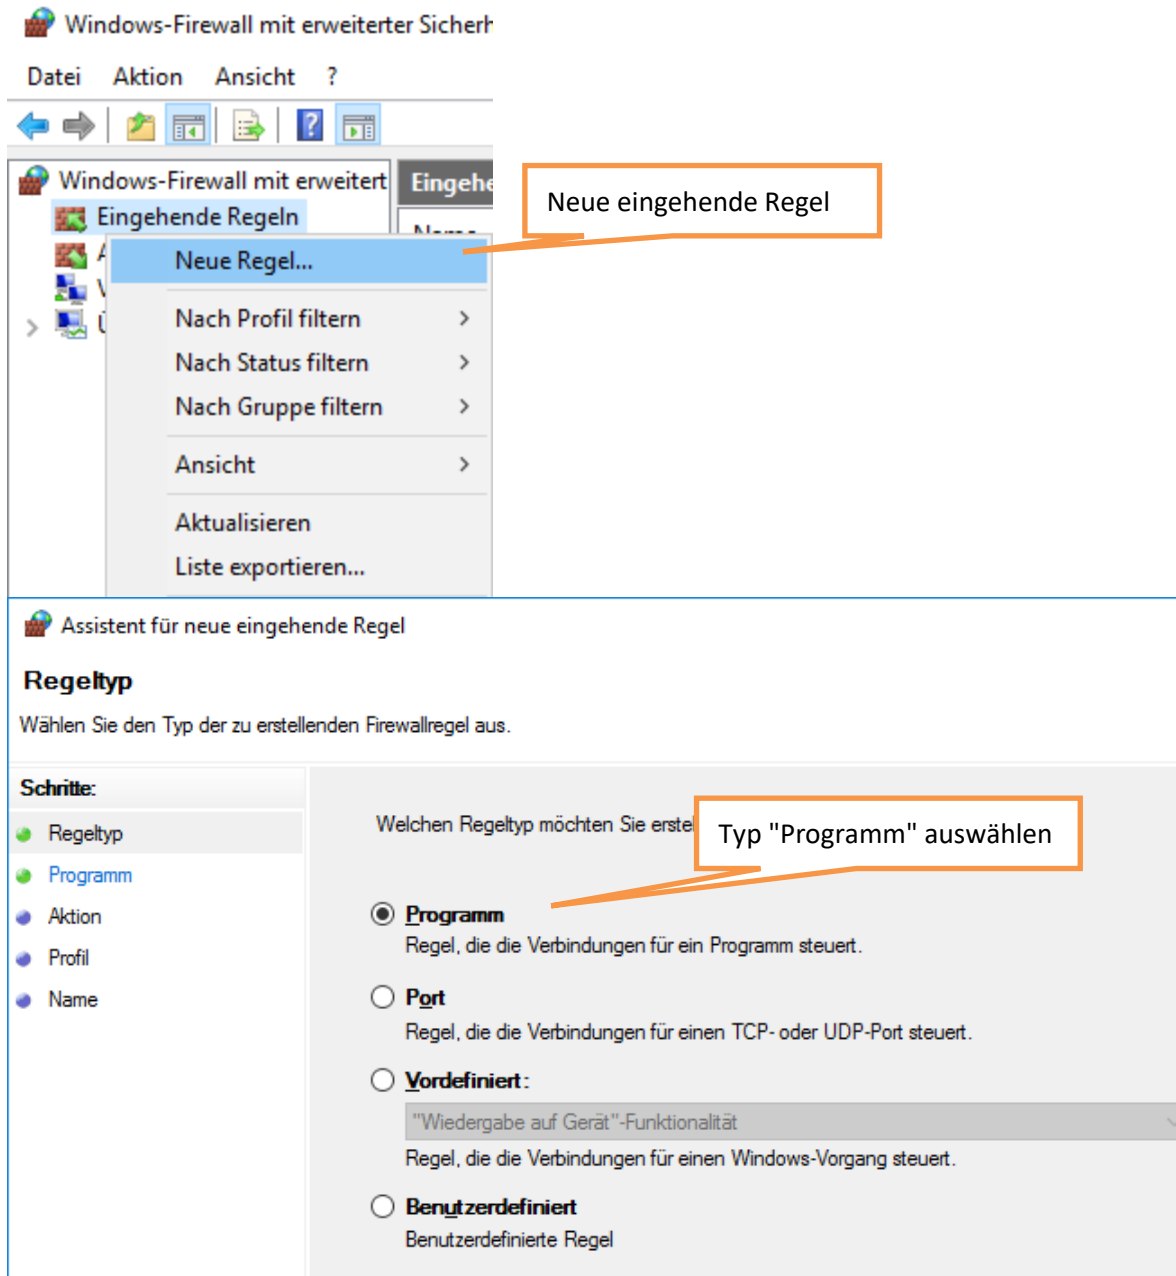 Windows-Firewall mit erweiterter Sicherh
Datei Aktion Ansicht ?
Windows-Firewall mit erweitert
Eingehe
Neue eingehende Regel
Eingehende Regeln
Neue Regel...
Nach Profil filtern
Nach Status filtern
Nach Gruppe filtern
Ansicht
Aktualisieren
Liste exportieren...
Assistent für neue eingehende Regel
Regeltyp
Wählen Sie den Typ der zu erstellenden Firewallregel aus.
Schritte:
Regeltyp
Programm
Aktion
Profil
Name
Welchen Regeltyp möchten Sie erstel
Typ "Programm" auswählen
Programm
Regel, die die Verbindungen für ein Programm steuert.
Port
Regel, die die Verbindungen für einen TCP- oder UDP-Port steuert.
Vordefiniert:
"Wiedergabe auf Gerät"-Funktionalität
Regel, die die Verbindungen für einen Windows-Vorgang steuert.
Benutzerdefiniert
Benutzerdefinierte Regel